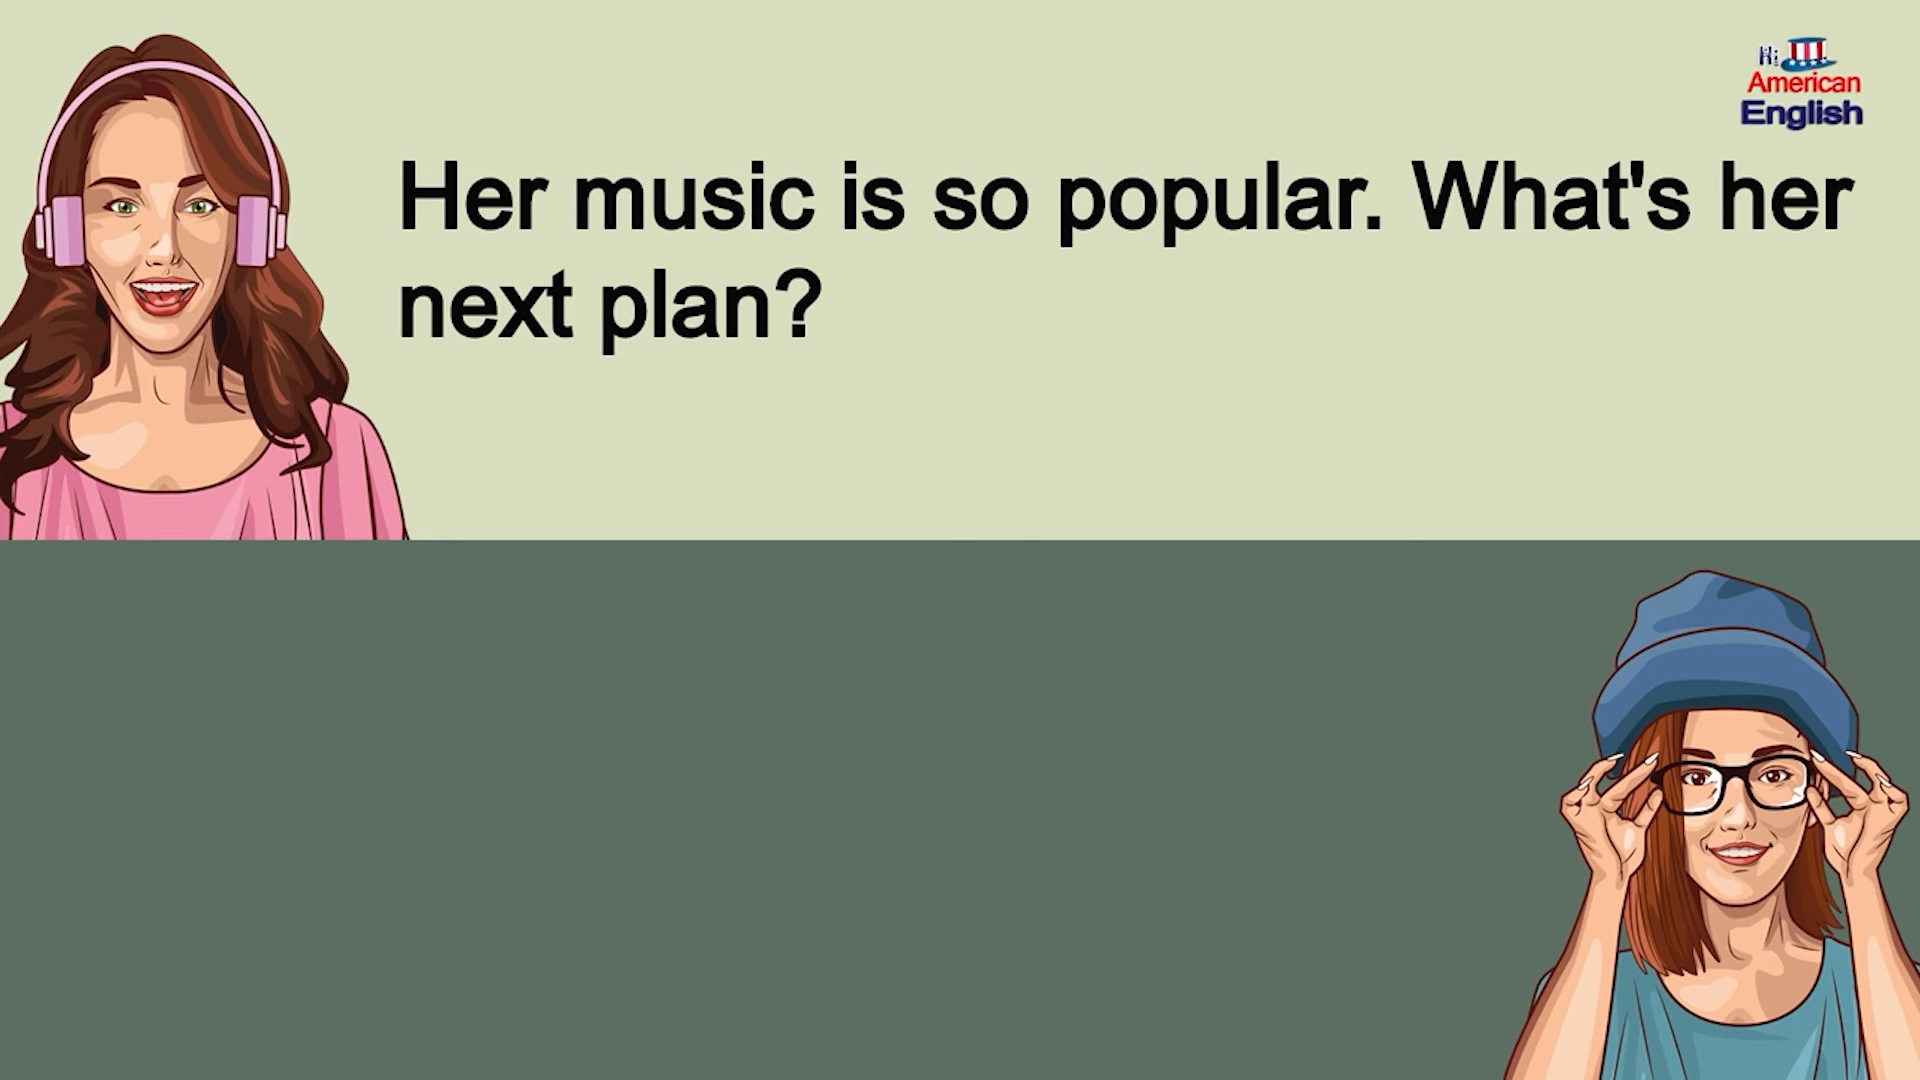 Hi
American
English
Her music is so popular. What's her
next plan?